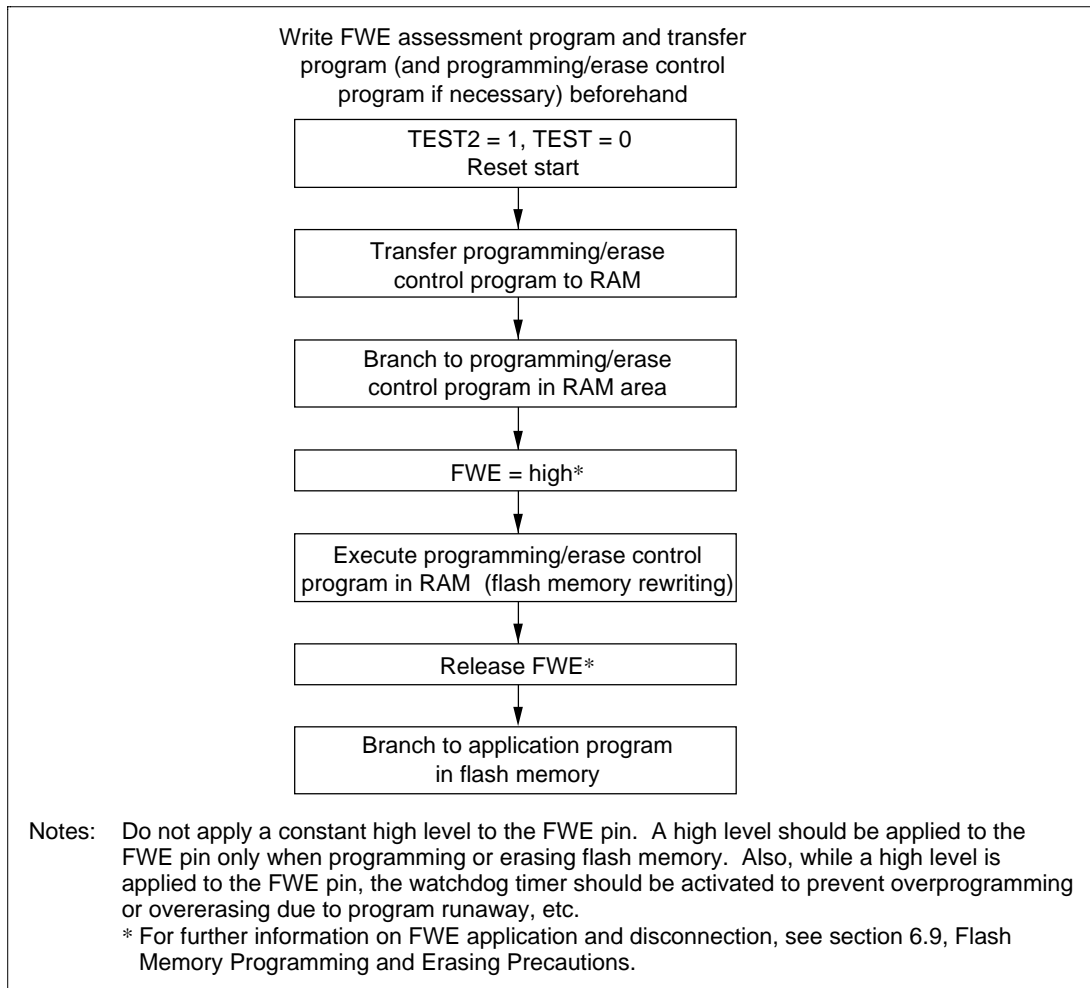 Write FWE assessment program and transfer
program (and programming/erase control
program if necessary) beforehand
TEST2 = 1, TEST = 0
Reset start
Transfer programming/erase
control program to RAM
Branch to programming/erase
control program in RAM area
FWE = high*
Execute programming/erase control
program in RAM (flash memory rewriting)
Release FWE*
Branch to application program
in flash memory
Notes: Do not apply a constant high level to the FWE pin. A high level should be applied to the
FWE pin only when programming or erasing flash memory. Also, while a high level is
applied to the FWE pin, the watchdog timer should be activated to prevent overprogramming
or overerasing due to program runaway, etc.
* For further information on FWE application and disconnection, see section 6.9, Flash
Memory Programming and Erasing Precautions.